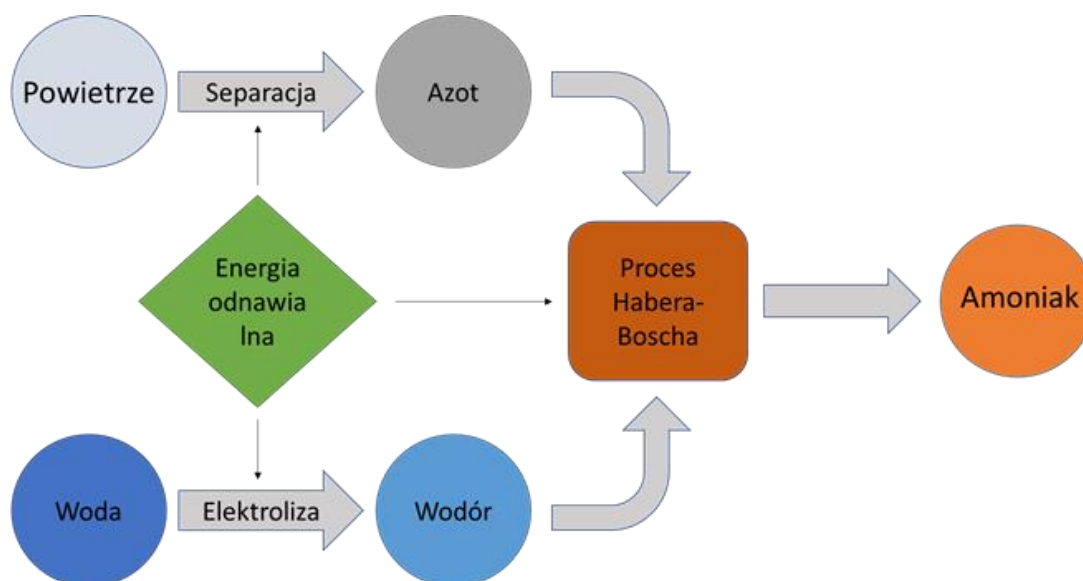 Powietrze
Separacja
Azot
Energia
odnawia
lna
Proces
Habera-
Boscha
Amoniak
Woda
Elektroliza
Wodór